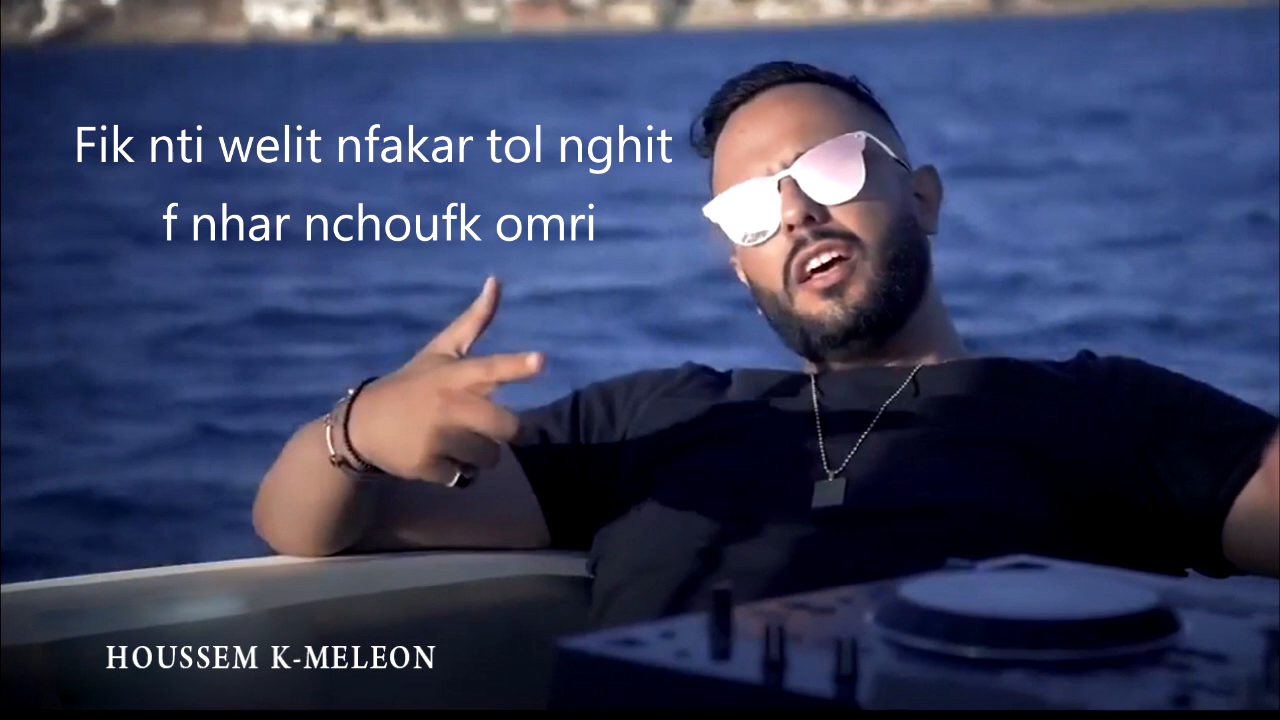 Fik nti welit nfakar tol nghit
f nhar nchoufk omri
HOUSSEM K-MELEON